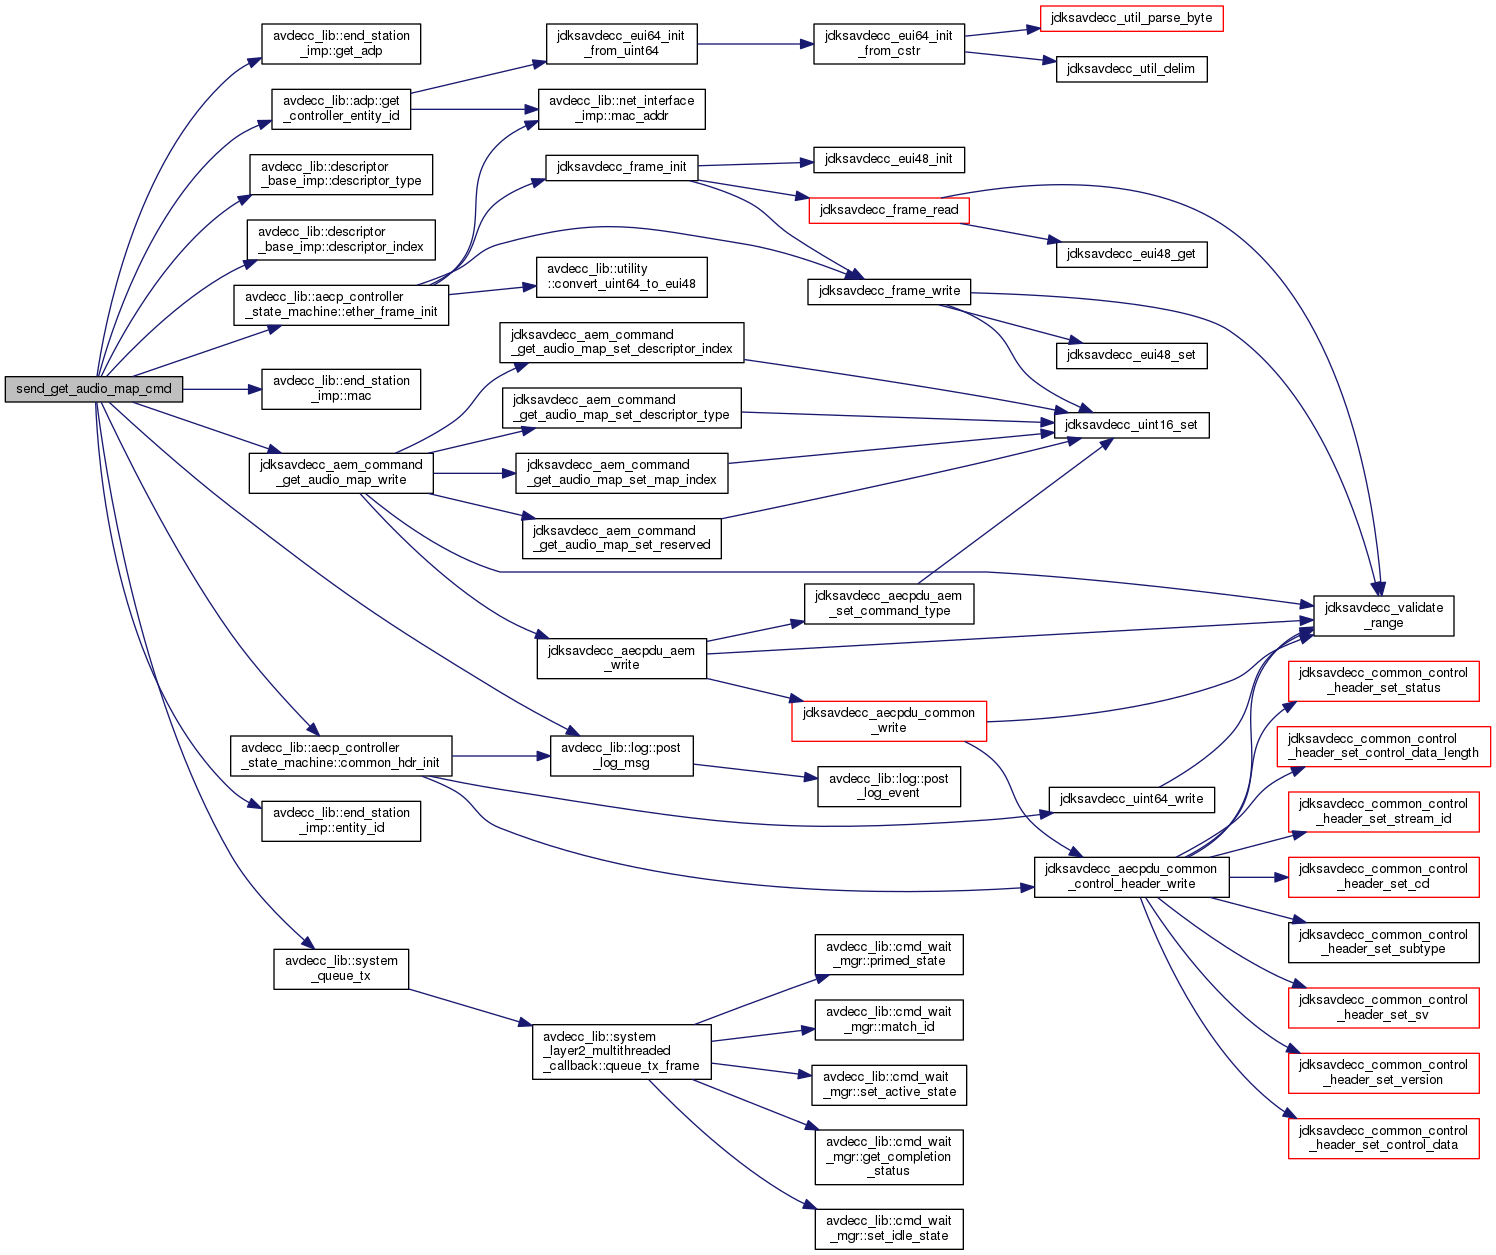 send_get_audio_map_cmd
avdecc_lib::end_station
_imp::get_adp
avdecc_lib::adp::get
_controller_entity_id
avdecc_lib::descriptor
_base_imp::descriptor_type
avdecc_lib::descriptor
_base_imp::descriptor_index
avdecc_lib::aecp_controller
_state_machine::ether_frame_init
avdecc_lib::end_station
_imp::mac
jdksavdecc_aem_command
_get_audio_map_write
avdecc_lib::aecp_controller
_state_machine::common_hdr_init
avdecc_lib::end_station
_imp::entity_id
avdecc_lib::system
_queue_tx
jdksavdecc_eui64_init
_from_uint64
avdecc_lib::net_interface
_imp::mac_addr
jdksavdecc_frame_init
avdecc_lib::utility
::convert_uint64_to_eui48
jdksavdecc_aem_command
_get_audio_map_set_descriptor_index
jdksavdecc_aem_command
_get_audio_map_set_descriptor_type
jdksavdecc_aem_command
_get_audio_map_set_map_index
jdksavdecc_aem_command
_get_audio_map_set_reserved
jdksavdecc_aecpdu_aem
_write
avdecc_lib::log::post
_log_msg
avdecc_lib::system
_layer2_multithreaded
_callback::queue_tx_frame
jdksavdecc_eui64_init
_from_cstr
jdksavdecc_eui48_init
jdksavdecc_frame_read
jdksavdecc_frame_write
jdksavdecc_aecpdu_aem
_set_command_type
jdksavdecc_aecpdu_common
_write
avdecc_lib::log::post
_log_event
avdecc_lib::cmd_wait
_mgr::primed_state
avdecc_lib::cmd_wait
_mgr::match_id
avdecc_lib::cmd_wait
_mgr::set_active_state
avdecc_lib::cmd_wait
_mgr::get_completion
_status
avdecc_lib::cmd_wait
_mgr::set_idle_state
jdksavdecc_util_parse_byte
jdksavdecc_util_delim
jdksavdecc_eui48_get
jdksavdecc_eui48_set
jdksavdecc_uint16_set
jdksavdecc_uint64_write
jdksavdecc_aecpdu_common
_control_header_write
jdksavdecc_validate
_range
jdksavdecc_common_control
_header_set_status
jdksavdecc_common_control
_header_set_control_data_length
jdksavdecc_common_control
_header_set_stream_id
jdksavdecc_common_control
_header_set_cd
jdksavdecc_common_control
_header_set_subtype
jdksavdecc_common_control
_header_set_sv
jdksavdecc_common_control
_header_set_version
jdksavdecc_common_control
_header_set_control_data